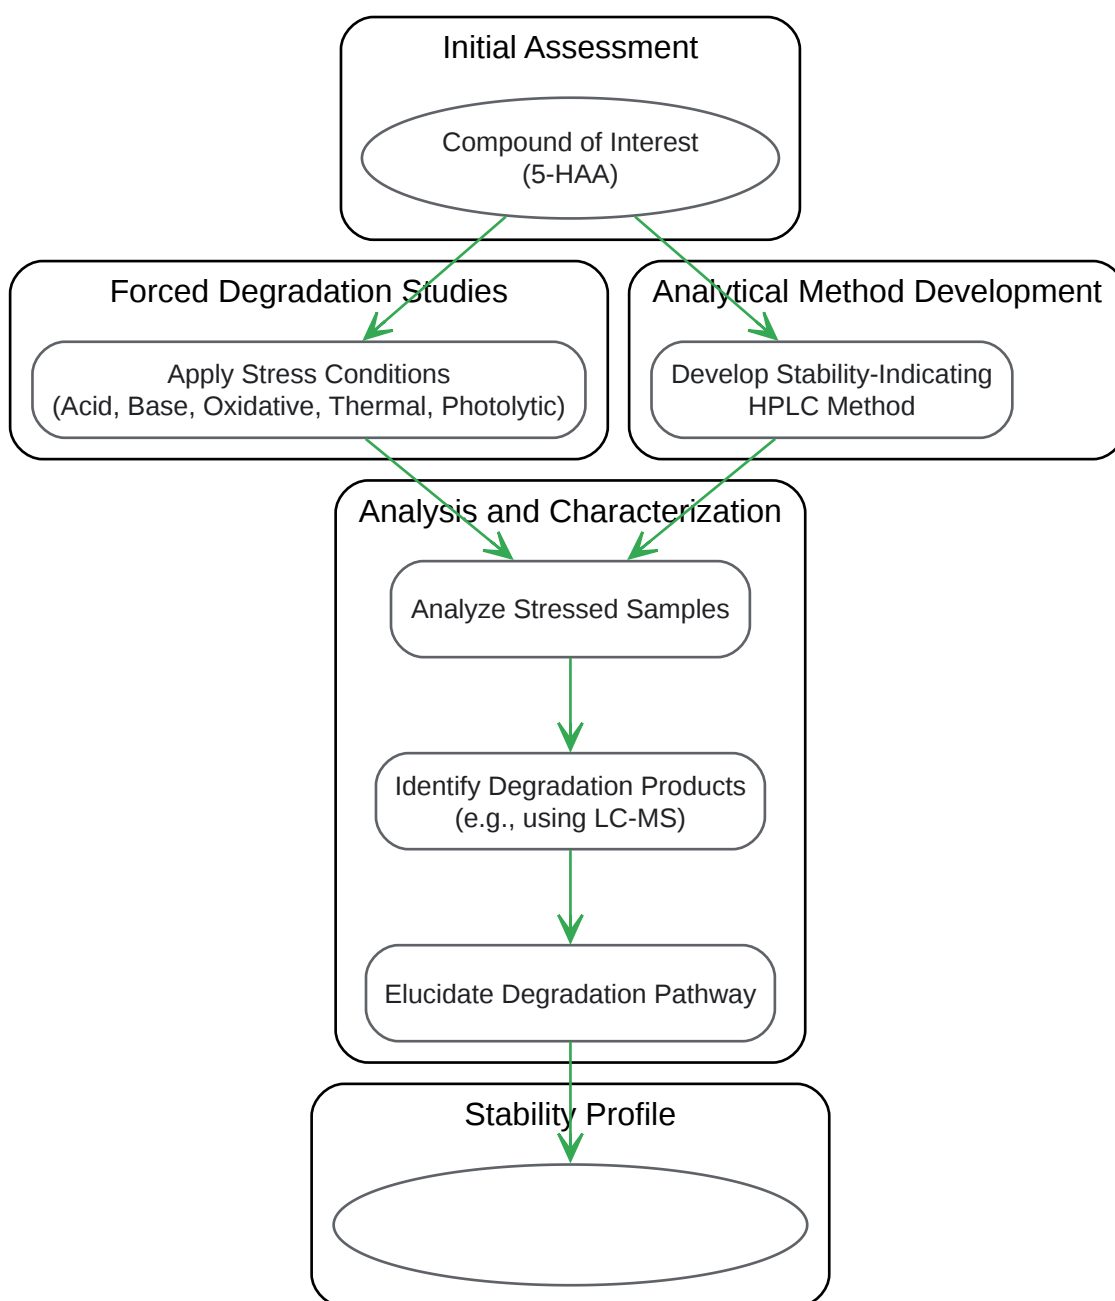 Initial Assessment
Compound of Interest
(5-HAA)
Forced Degradation Studies
Apply Stress Conditions
(Acid, Base, Oxidative, Thermal, Photolytic)
Analytical Method Development
Develop Stability-Indicating
HPLC Method
Analysis and Characterization
Analyze Stressed Samples
Identify Degradation Products
(e.g., using LC-MS)
Elucidate Degradation Pathway
Stability Profile